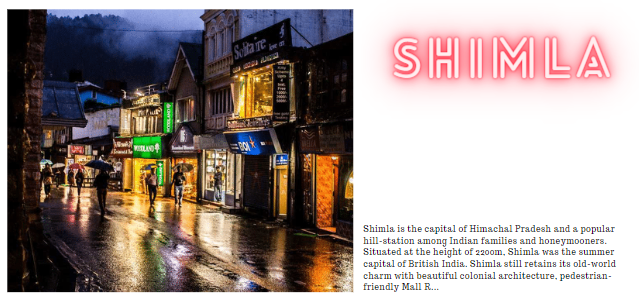 SHIMLA
Solitaire
WOODLAND
Shimla is the capital of Himachal Pradesh and a popular
hill-station among Indian families and honeymooners.
Situated at the height of 2200m, Shimla was the summer
capital of British India. Shimla still retains its old-world
charm with beautiful colonial architecture, pedestrian-
friendly Mall R...